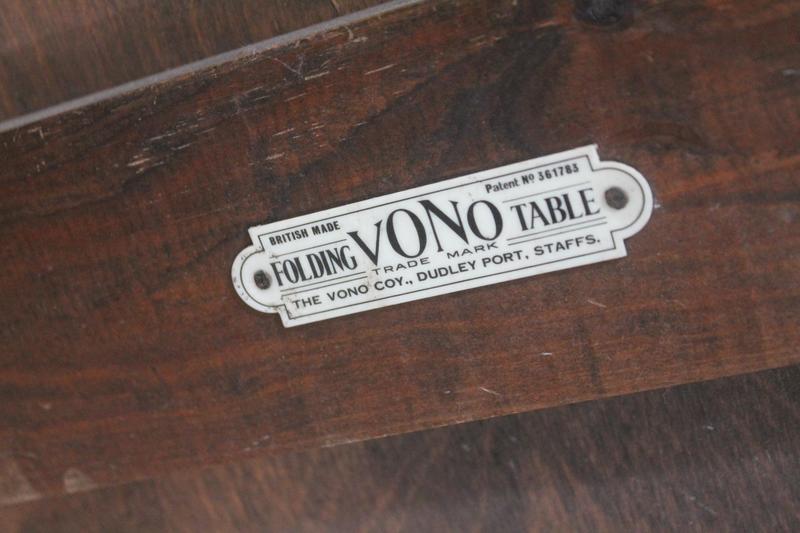 BRITISH MADE
Patent No 361783
FOLDING VONO TABLE
TRADE MARK
THE VONO COY., DUDLEY PORT, STAFFS.